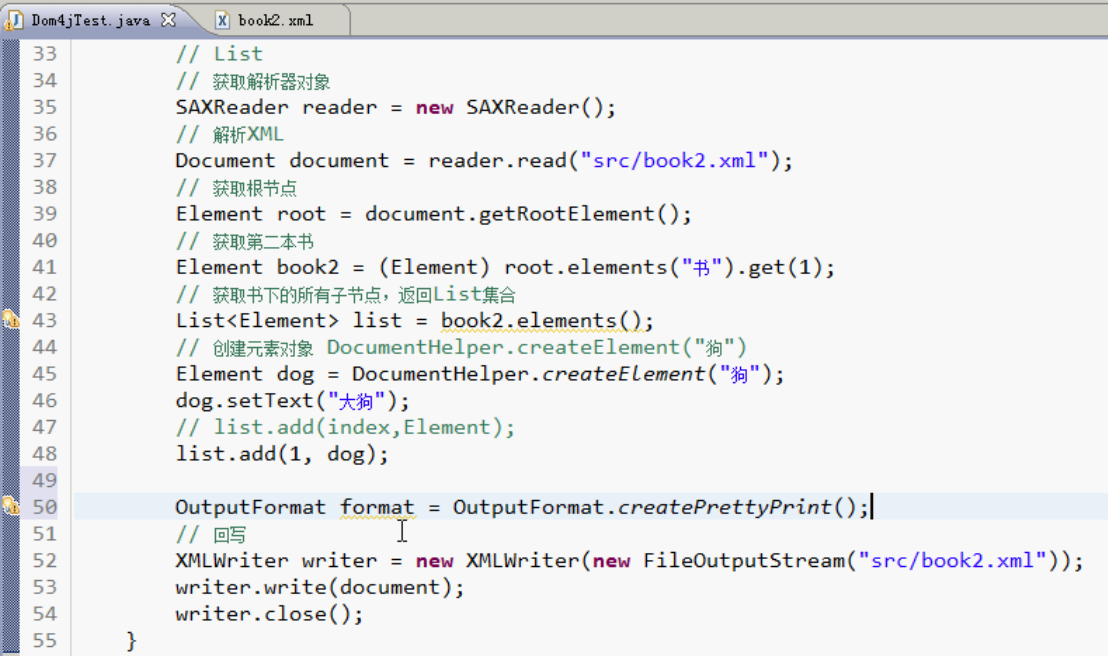 Dom4jTest.java book2.xml
33 // List
34 // 获取解析器对象
35 SAXReader reader = new SAXReader();
36 // 解析XML
37 Document document = reader.read("src/book2.xml");
38 // 获取根节点
39 Element root = document.getRootElement();
40 // 获取第二本书
41 Element book2 = (Element) root.elements("书").get(1);
42 // 获取书下的所有子节点，返回List集合
43 List<Element> list = book2.elements();
44 // 创建元素对象 DocumentHelper.createElement("狗")
45 Element dog = DocumentHelper.createElement("狗");
46 dog.setText("大狗");
47 // list.add(index,Element);
48 list.add(1, dog);
49
50 OutputFormat format = OutputFormat.createPrettyPrint();
51 // 回写
52 XMLWriter writer = new XMLWriter(new FileOutputStream("src/book2.xml"));
53 writer.write(document);
54 writer.close();
55 }